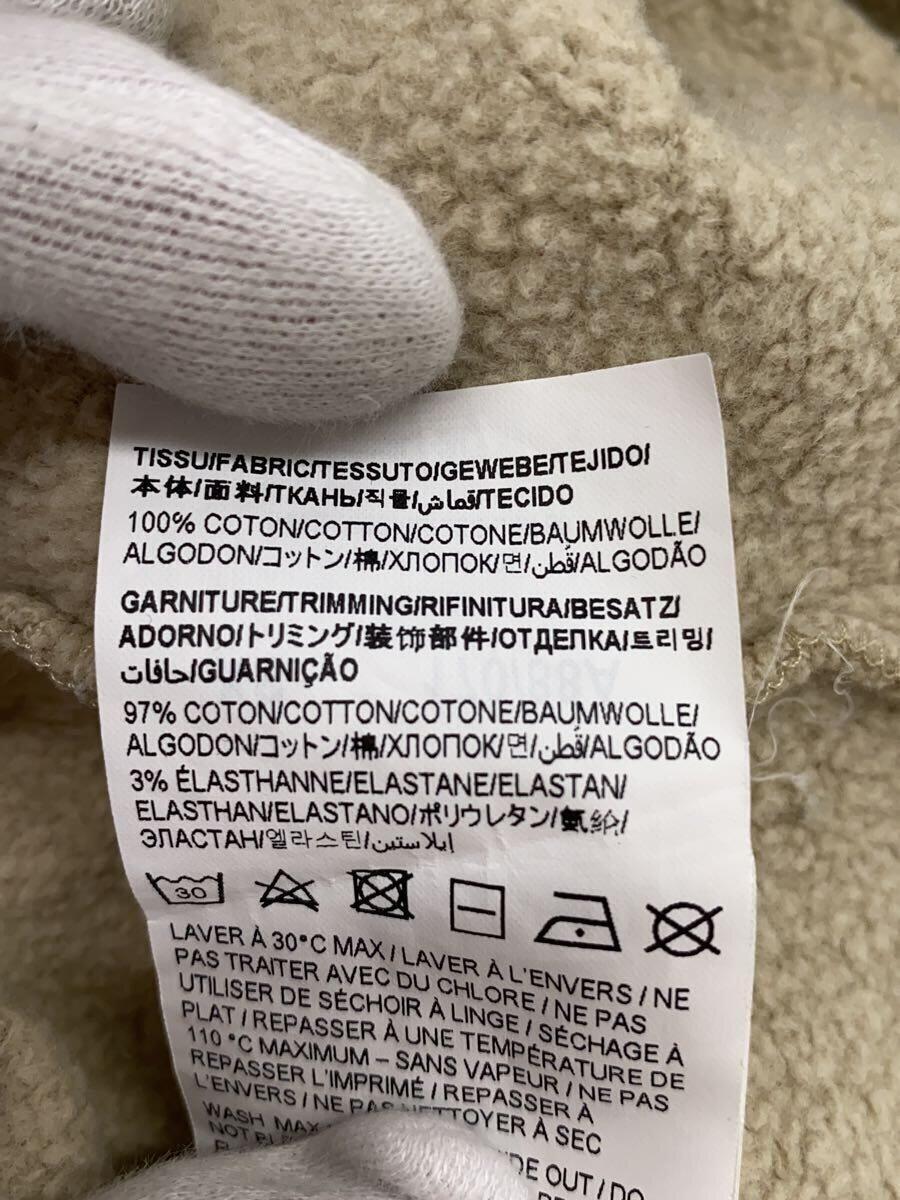 TISSU/FABRIC/TESSUTO/GEWEBE/TEJIDO/
本体/面料/ТКАНЬ/직물/قماش/TECIDO
100% COTON/COTTON/COTONE/BAUMWOLLE/
ALGODON/コットン/棉/ХЛОПОК/면/قُطن/ALGODÃO
GARNITURE/TRIMMING/RIFINITURA/BESATZ/
ADORNO/トリミング/装饰部件/ОТДЕЛКА/트리밍/
حافات/GUARNIÇÃO
97% COTON/COTTON/COTONE/BAUMWOLLE/
ALGODON/コットン/棉/ХЛОПОК/면/قُطن/ALGODÃO
3% ÉLASTHANNE/ELASTANE/ELASTAN/
ELASTHAN/ELASTANO/ポリウレタン/氨纶/
ЭЛАСТАН/엘라스틴/إيلاستين
30
LAVER À 30°C MAX / LAVER À L'ENVERS / NE
PAS TRAITER AVEC DU CHLORE / NE PAS
UTILISER DE SÉCHOIR À LINGE / SÉCHAGE À
PLAT / REPASSER À UNE TEMPÉRATURE DE
110 °C MAXIMUM – SANS VAPEUR / NE PAS
REPASSER L'IMPRIMÉ / REPASSER À
L'ENVERS / NE PAS NETTOYER À SEC
WASH MAX
NOT
OUT / DO